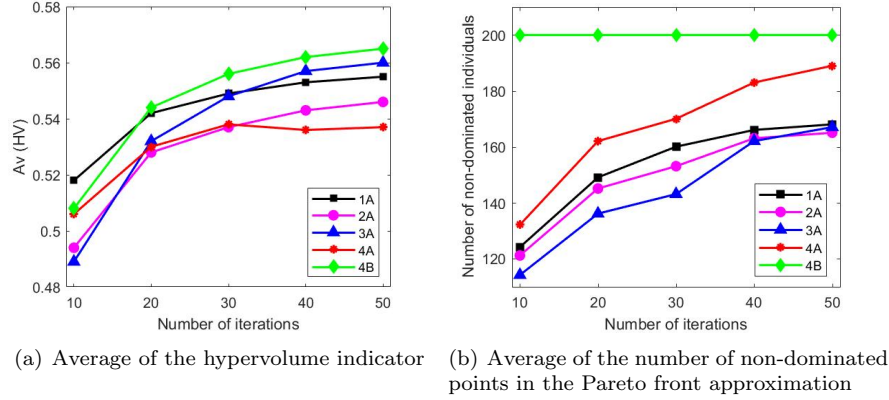 0.58
0.56
0.54
0.52
0.5
0.48
Av (HV)
10 20 30 40 50
Number of iterations
1A
2A
3A
4A
4B
(a) Average of the hypervolume indicator
200
180
160
140
120
Number of non-dominated individuals
10 20 30 40 50
Number of iterations
1A
2A
3A
4A
4B
(b) Average of the number of non-dominated
points in the Pareto front approximation